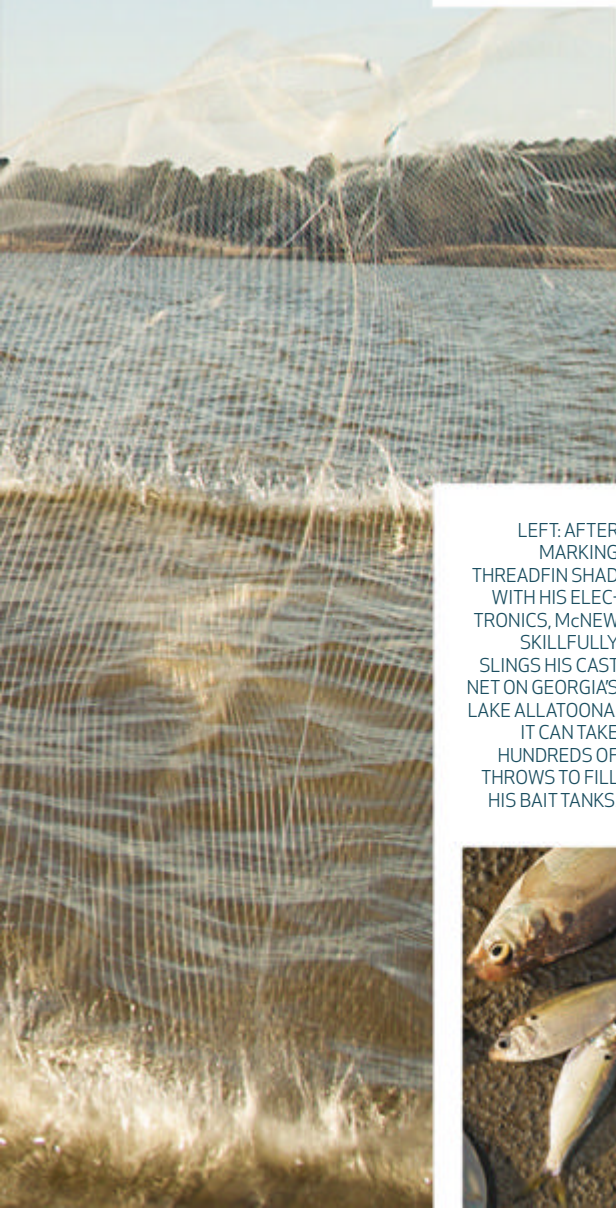 LEFT: AFTER
MARKING
THREADFIN SHAD
WITH HIS ELEC-
TRONICS, McNEW
SKILLFULLY
SLINGS HIS CAST
NET ON GEORGIA'S
LAKE ALLATOONA.
IT CAN TAKE
HUNDREDS OF
THROWS TO FILL
HIS BAIT TANKS.